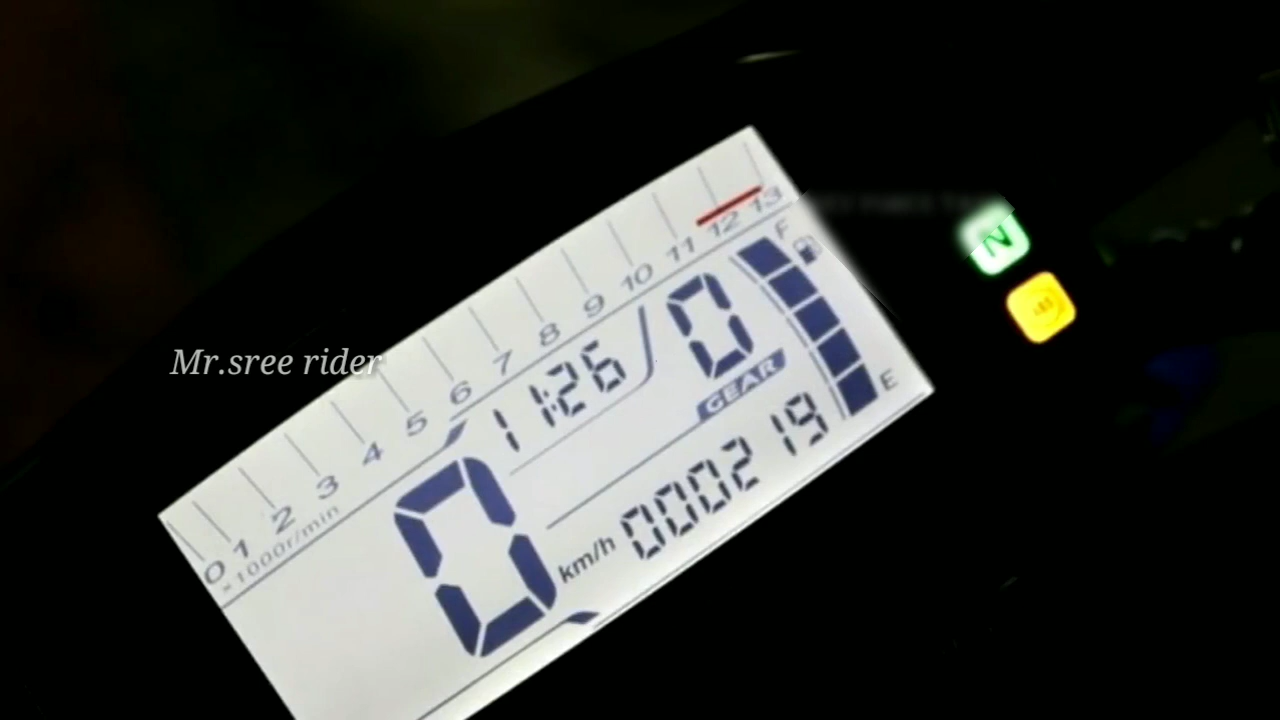 Mr.sree rider
0 1 2 3 4 5 6 7 8 9 10 11 12 13
×1000r/min
11:26
0
GEAR
F
E
0
km/h
000219
N